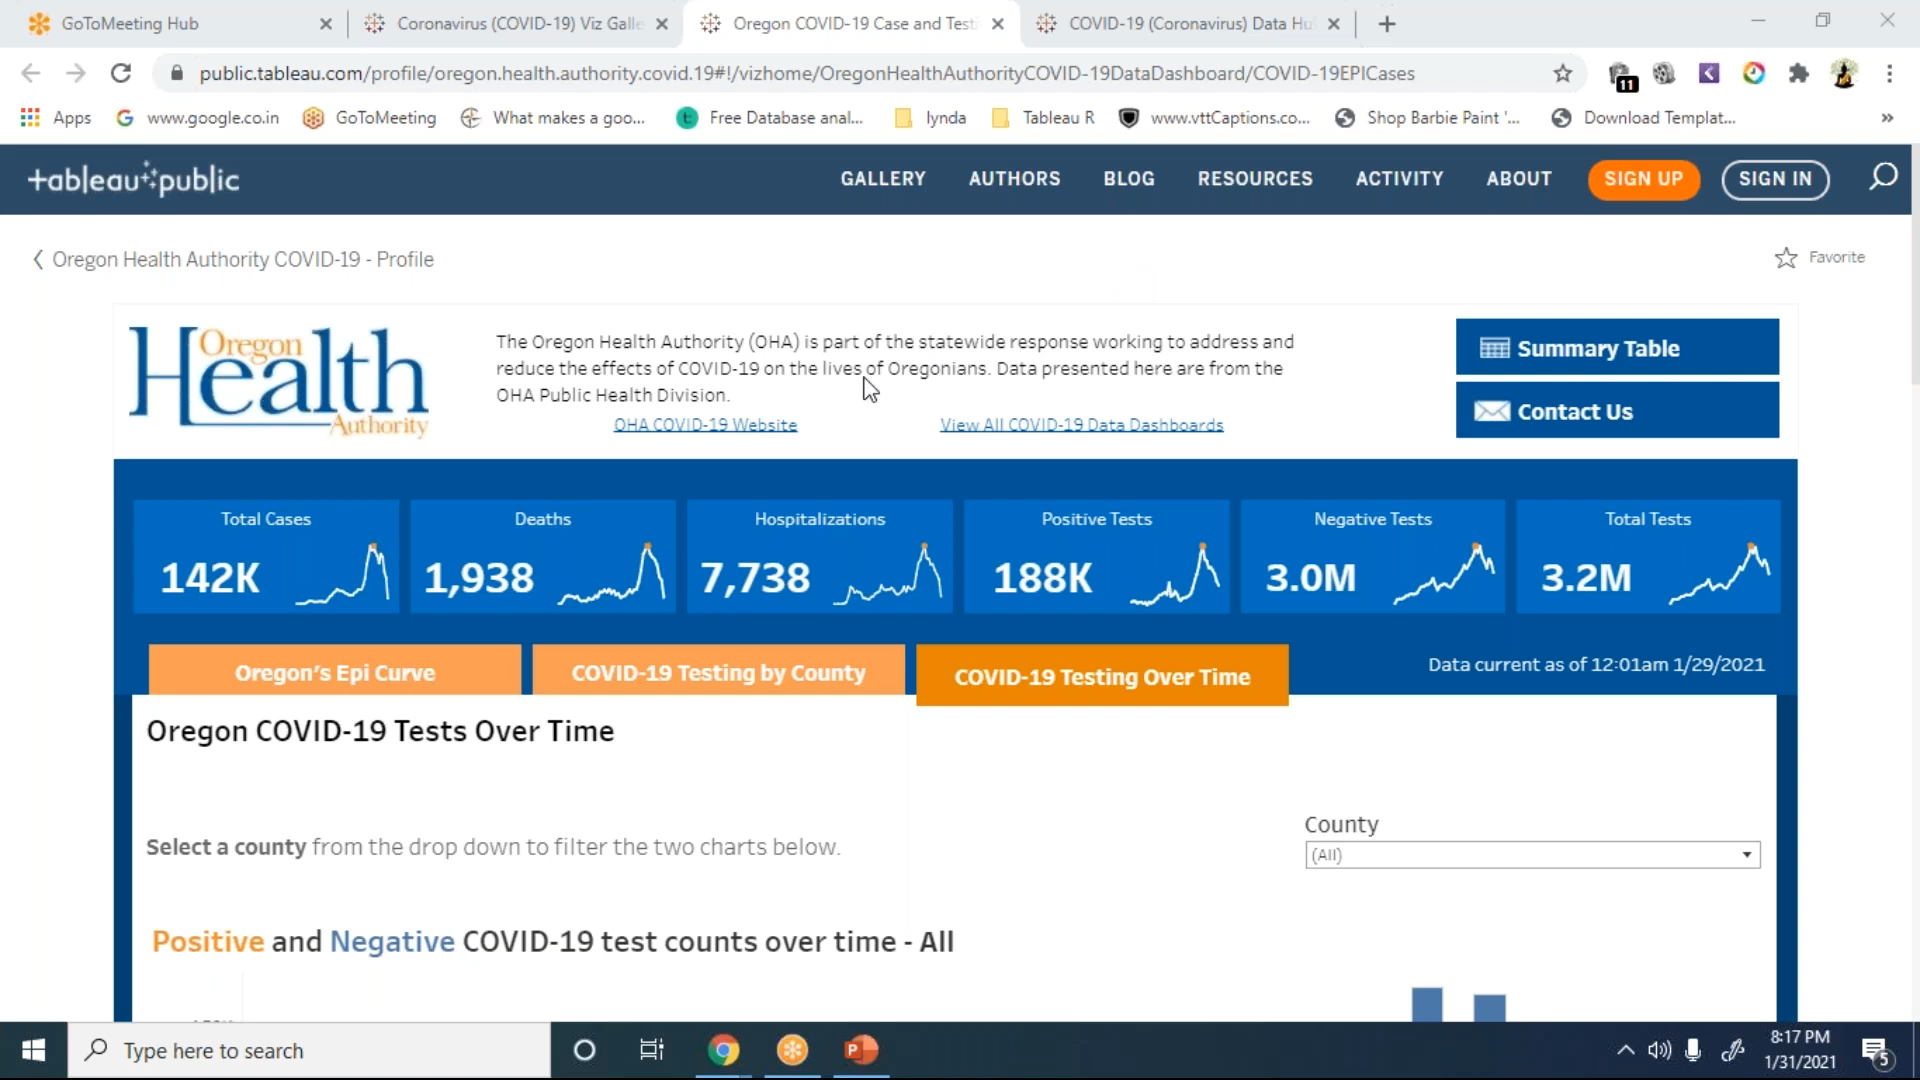 GoToMeeting Hub
Coronavirus (COVID-19) Viz Galle
Oregon COVID-19 Case and Testi
COVID-19 (Coronavirus) Data Hu
public.tableau.com/profile/oregon.health.authority.covid.19#!/vizhome/OregonHealthAuthorityCOVID-19DataDashboard/COVID-19EPICases
11
Apps
www.google.co.in
GoToMeeting
What makes a goo...
Free Database anal...
lynda
Tableau R
www.vttCaptions.co...
Shop Barbie Paint '...
Download Templat...
»
+ableau public
GALLERY
AUTHORS
BLOG
RESOURCES
ACTIVITY
ABOUT
SIGN UP
SIGN IN
Oregon Health Authority COVID-19 - Profile
Favorite
Oregon
Health
Authority
The Oregon Health Authority (OHA) is part of the statewide response working to address and
reduce the effects of COVID-19 on the lives of Oregonians. Data presented here are from the
OHA Public Health Division.
OHA COVID-19 Website
View All COVID-19 Data Dashboards
Summary Table
Contact Us
Total Cases
142K
Deaths
1,938
Hospitalizations
7,738
Positive Tests
188K
Negative Tests
3.0M
Total Tests
3.2M
Oregon's Epi Curve
COVID-19 Testing by County
COVID-19 Testing Over Time
Data current as of 12:01am 1/29/2021
Oregon COVID-19 Tests Over Time
Select a county from the drop down to filter the two charts below.
County
(All)
Positive and Negative COVID-19 test counts over time - All
Type here to search
8:17 PM
1/31/2021
5